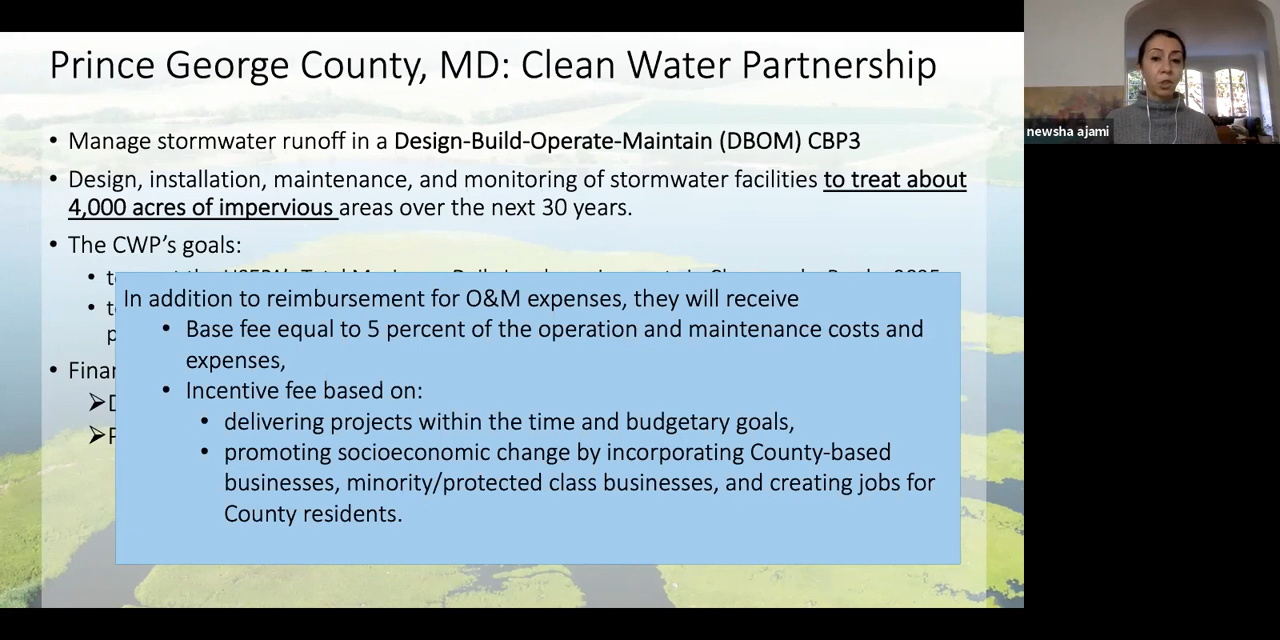 Prince George County, MD: Clean Water Partnership
• Manage stormwater runoff in a Design-Build-Operate-Maintain (DBOM) CBP3
• Design, installation, maintenance, and monitoring of stormwater facilities to treat about
4,000 acres of impervious areas over the next 30 years.
• The CWP's goals:
In addition to reimbursement for O&M expenses, they will receive
• Base fee equal to 5 percent of the operation and maintenance costs and
expenses,
• Incentive fee based on:
• delivering projects within the time and budgetary goals,
• promoting socioeconomic change by incorporating County-based
businesses, minority/protected class businesses, and creating jobs for
County residents.
newsha ajami